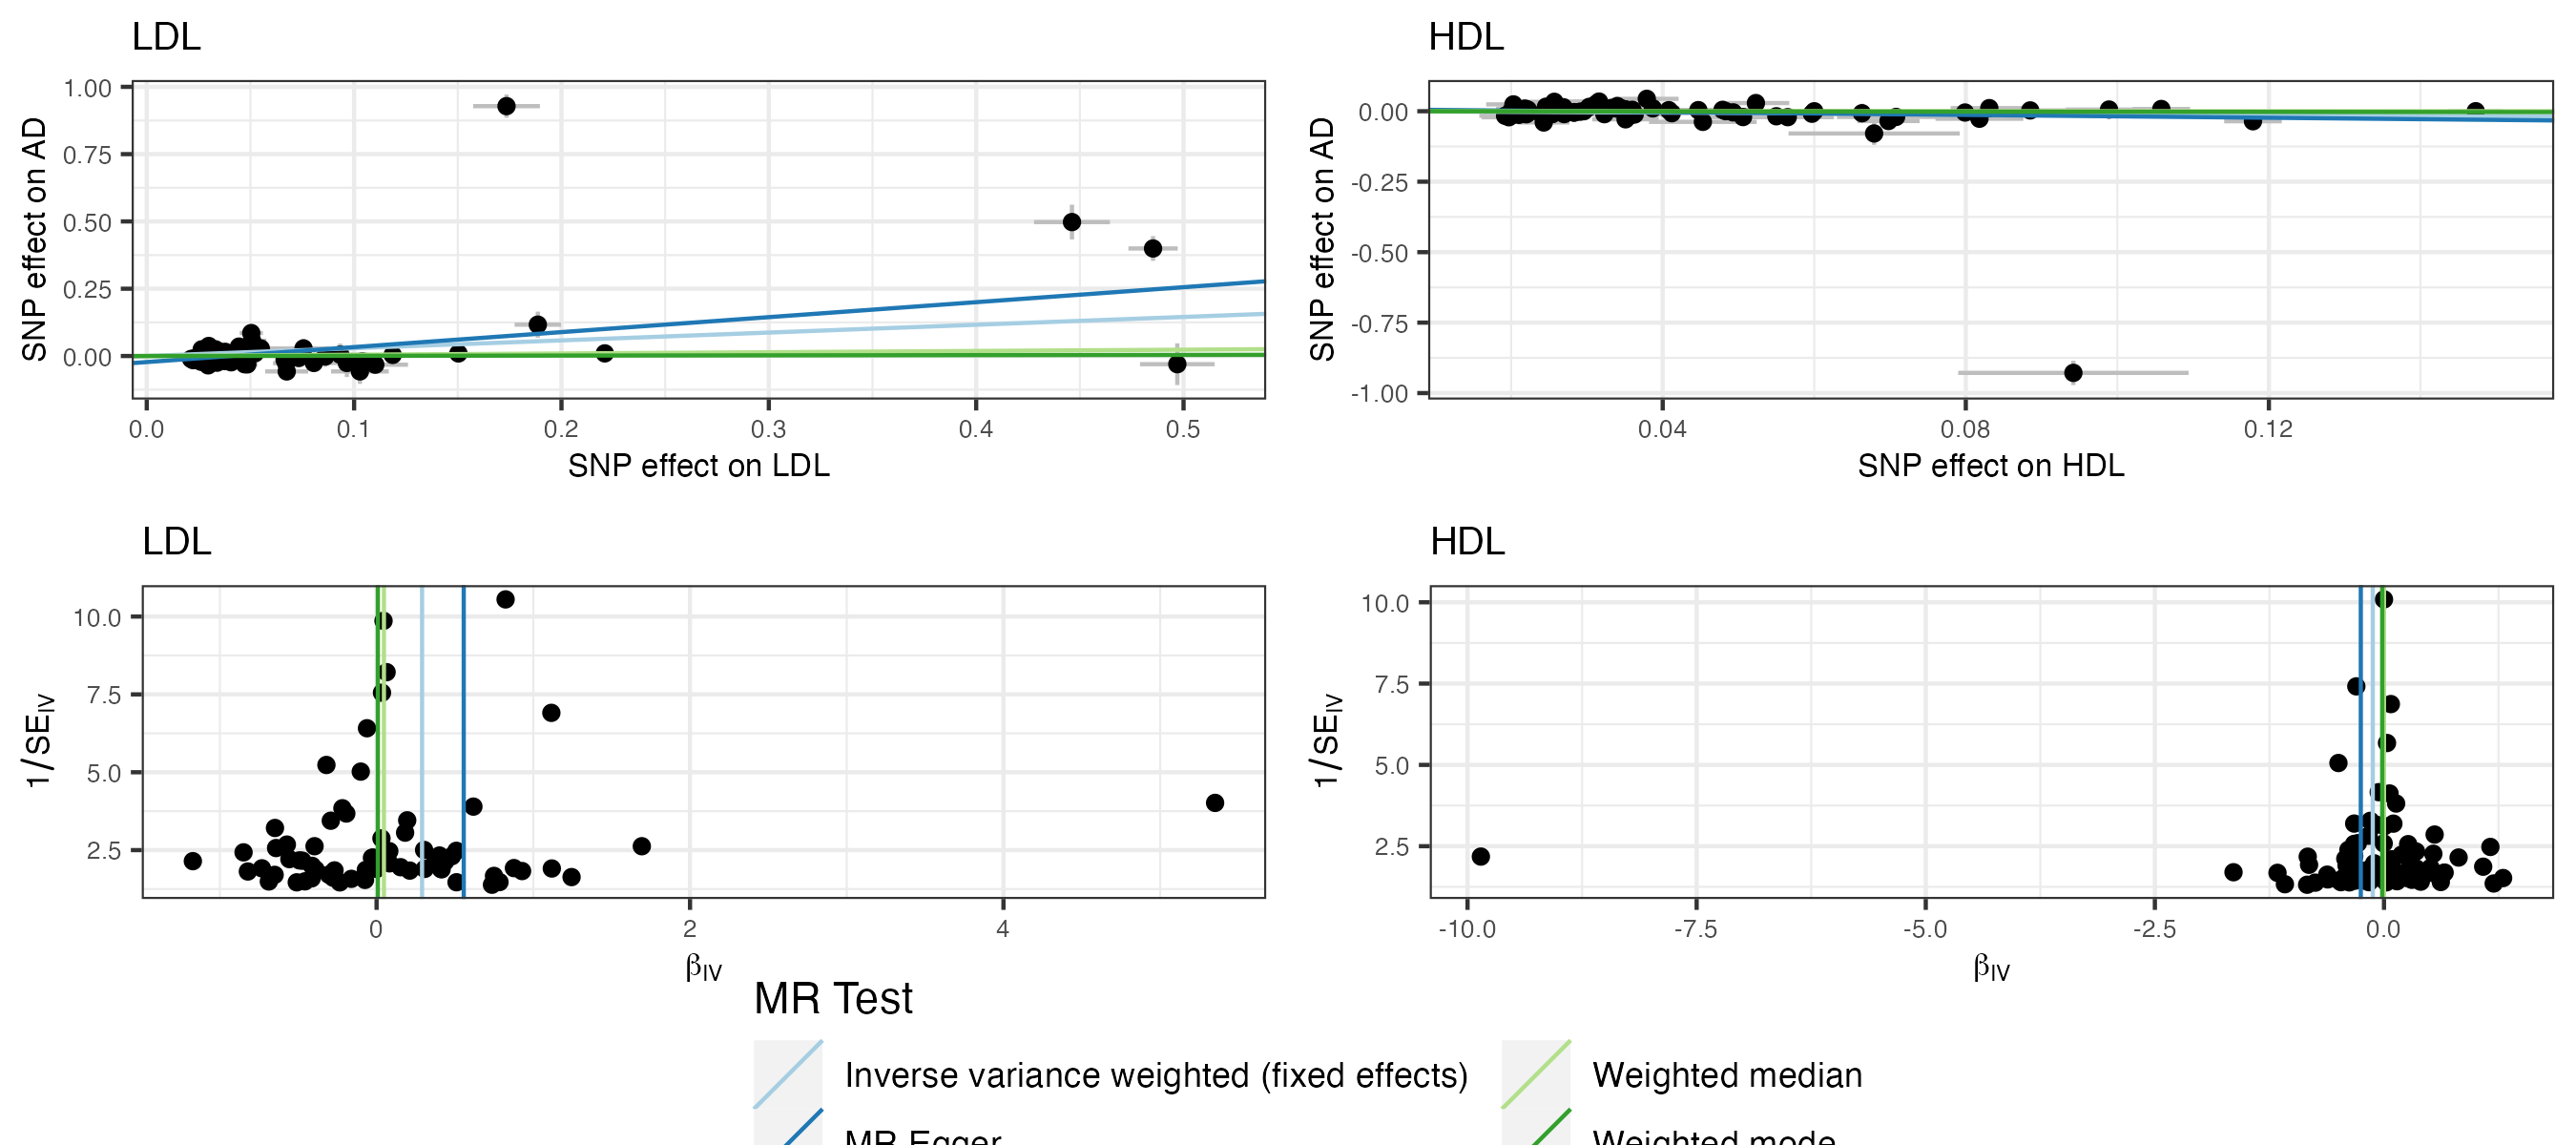 LDL
1.00
0.75
0.50
0.25
0.00
SNP effect on AD
0.0 0.1 0.2 0.3 0.4 0.5
SNP effect on LDL
HDL
0.00
-0.25
-0.50
-0.75
-1.00
SNP effect on AD
0.04 0.08 0.12
SNP effect on HDL
LDL
10.0
7.5
5.0
2.5
1/SEIV
0 2 4
βIV
HDL
10.0
7.5
5.0
2.5
1/SEIV
-10.0 -7.5 -5.0 -2.5 0.0
βIV
MR Test
Inverse variance weighted (fixed effects)
Weighted median
MR Egger
Weighted mode